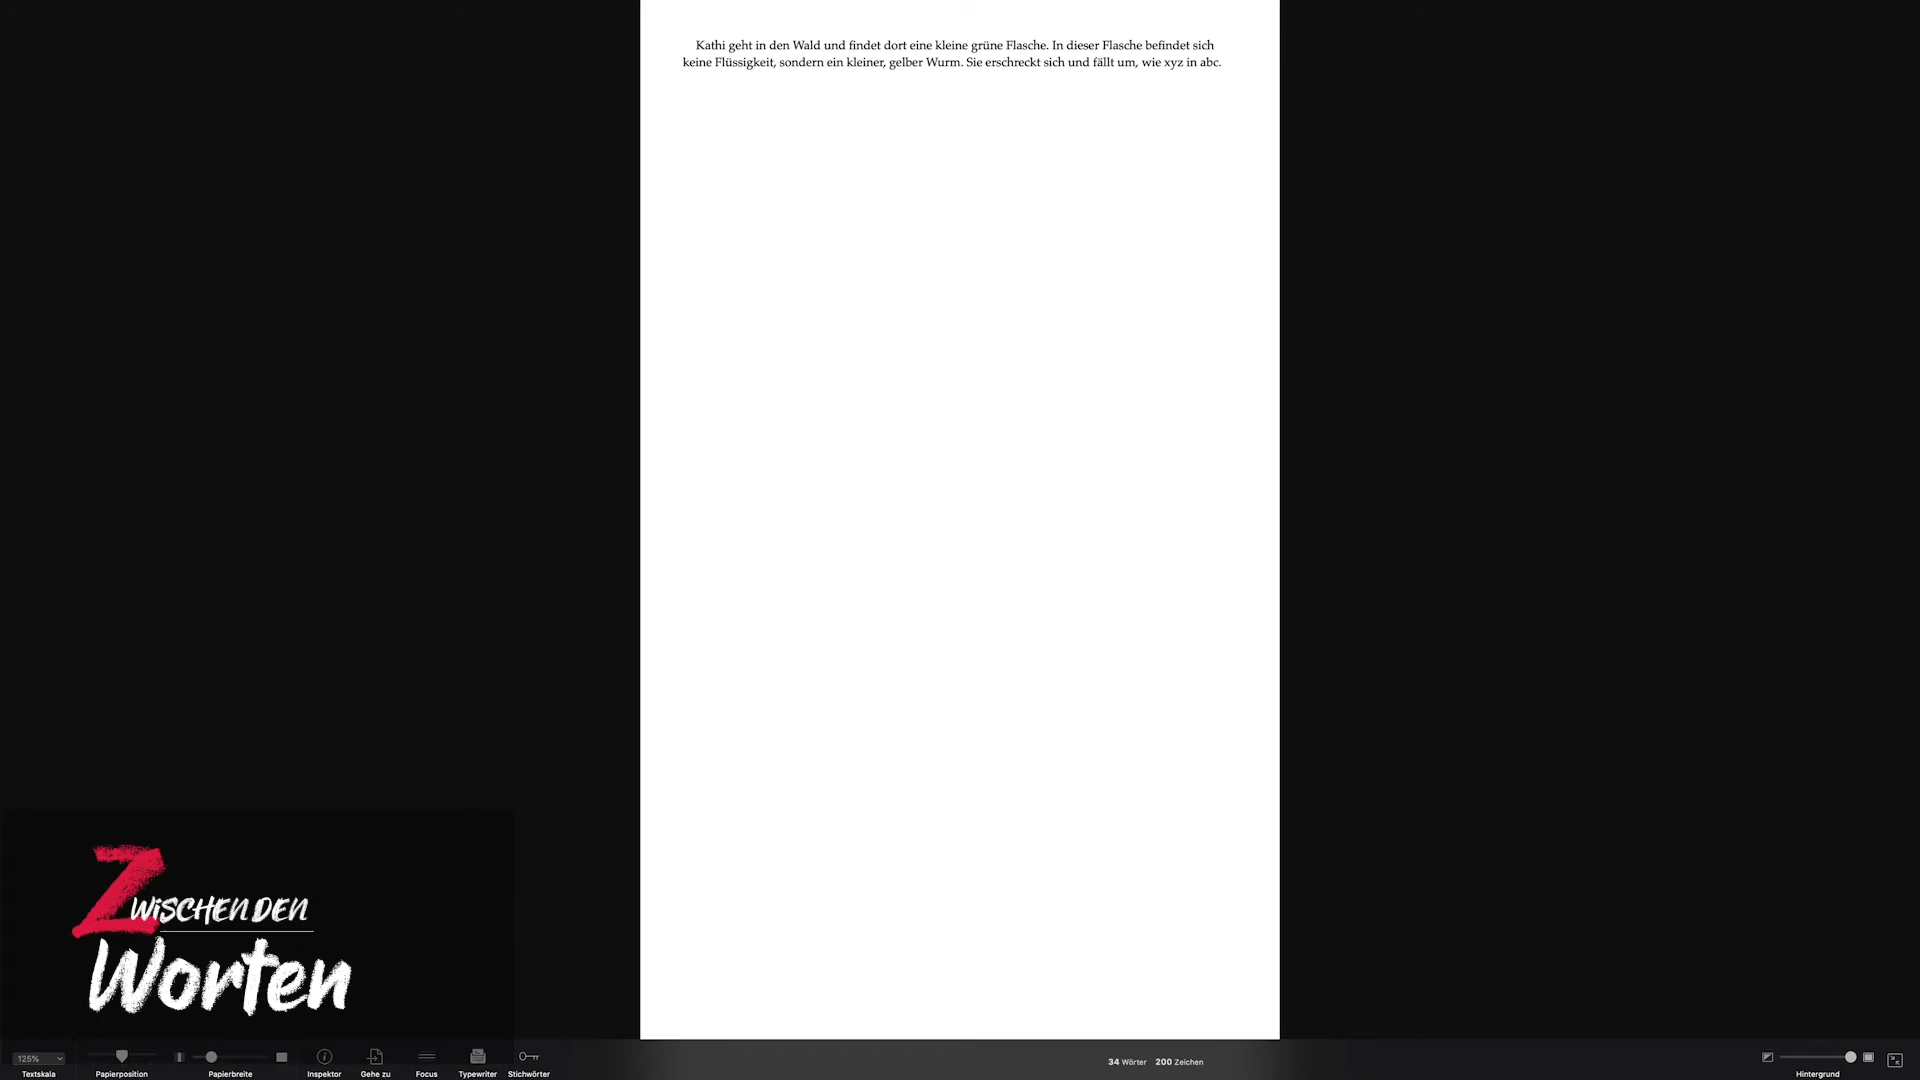 Kathi geht in den Wald und findet dort eine kleine grüne Flasche. In dieser Flasche befindet sich
keine Flüssigkeit, sondern ein kleiner, gelber Wurm. Sie erschreckt sich und fällt um, wie xyz in abc.
ZWISCHEN DEN
Worten
125%
Textskala
Papierposition
Papierbreite
Inspektor
Gehe zu
Focus
Typewriter
Stichwörter
34 Wörter 200 Zeichen
Hintergrund